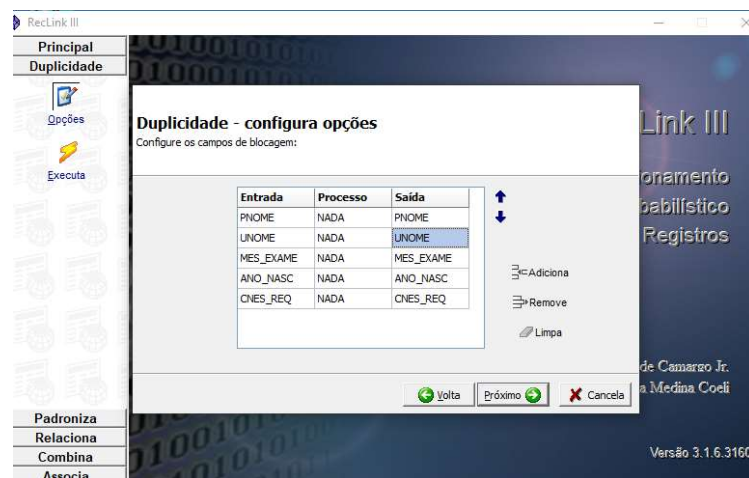 RecLink III
Principal
Duplicidade
Opções
Executa
Padroniza
Relaciona
Combina
Associa
Duplicidade - configura opções
Configure os campos de blocagem:
Entrada Processo Saída
PNOME NADA PNOME
UNOME NADA UNOME
MES_EXAME NADA MES_EXAME
ANO_NASC NADA ANO_NASC
CNES_REQ NADA CNES_REQ
Adiciona
Remove
Limpa
Volta Próximo Cancela
Link III
onamento
babilístico
Registros
de Camargo Jr.
a Medina Coeli
Versão 3.1.6.3160